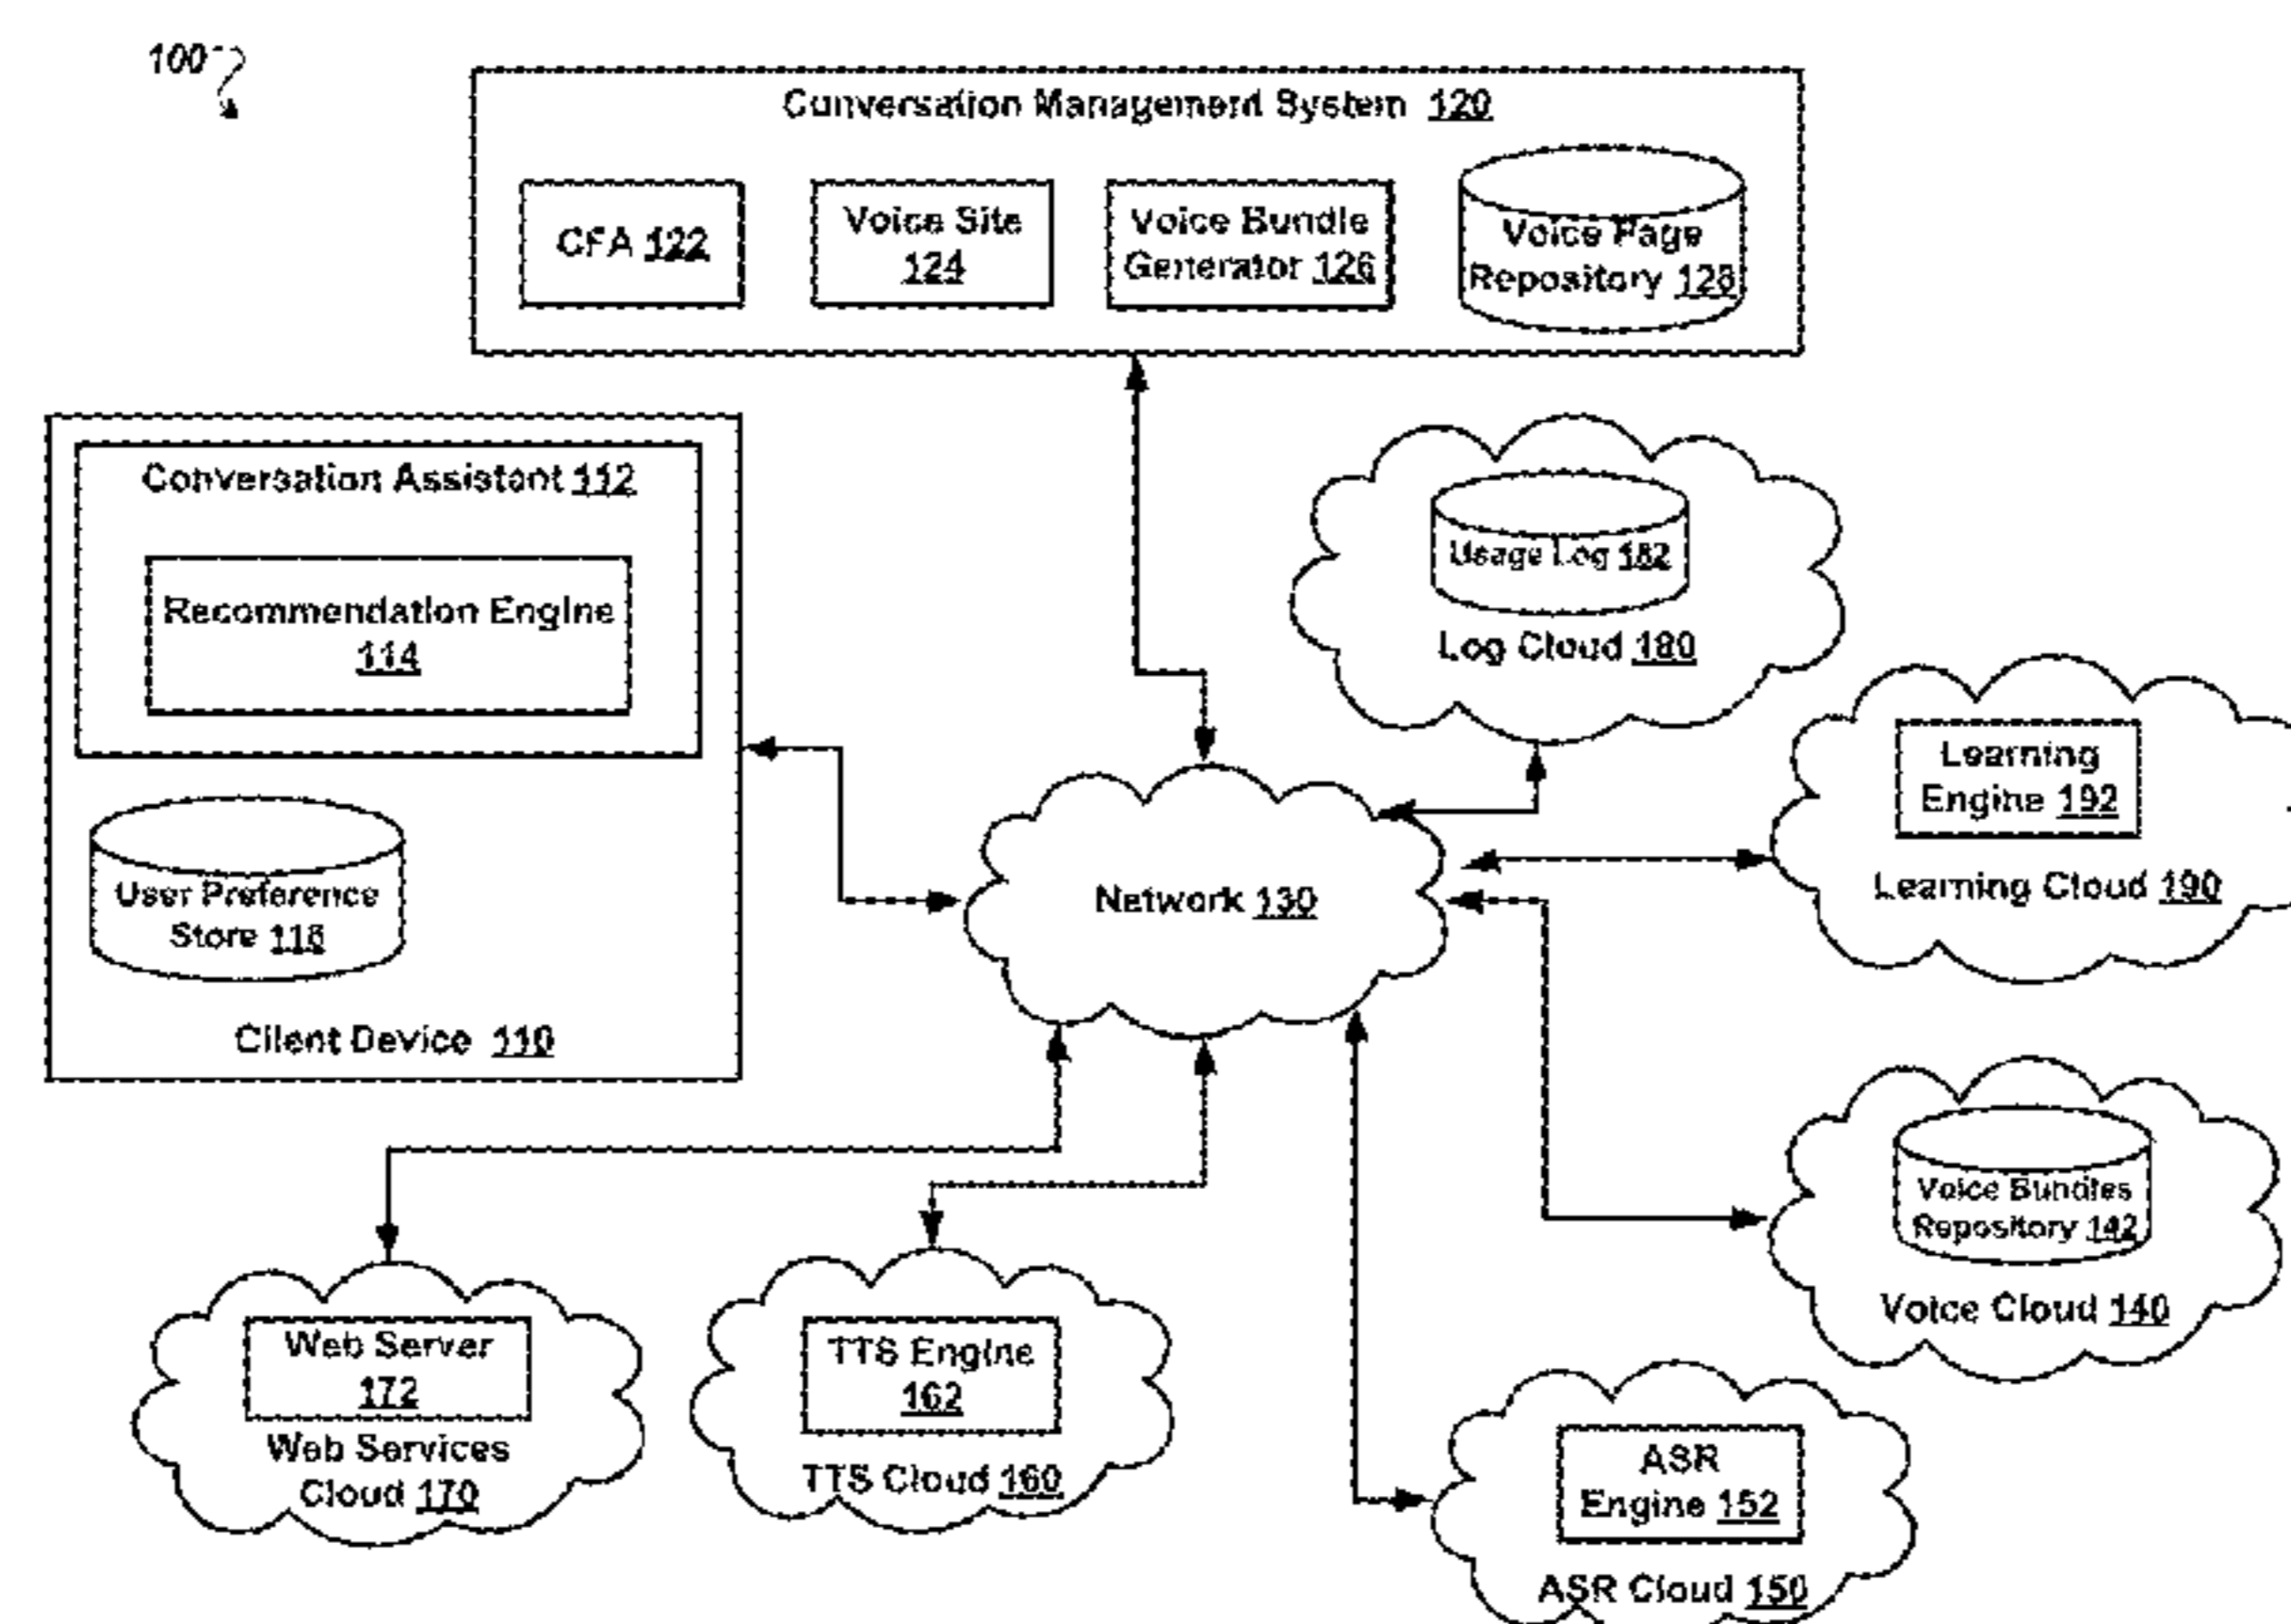 100
Conversation Management System 120
CFA 122
Voice Site
124
Voice Bundle
Generator 126
Voice Page
Repository 128
Conversation Assistant 112
Recommendation Engine
114
User Preference
Store 116
Client Device 110
Usage Log 182
Log Cloud 180
Learning
Engine 192
Learning Cloud 190
Network 130
Voice Bundles
Repository 142
Voice Cloud 140
Web Server
172
Web Services
Cloud 170
TTS Engine
162
TTS Cloud 160
ASR
Engine 152
ASR Cloud 150